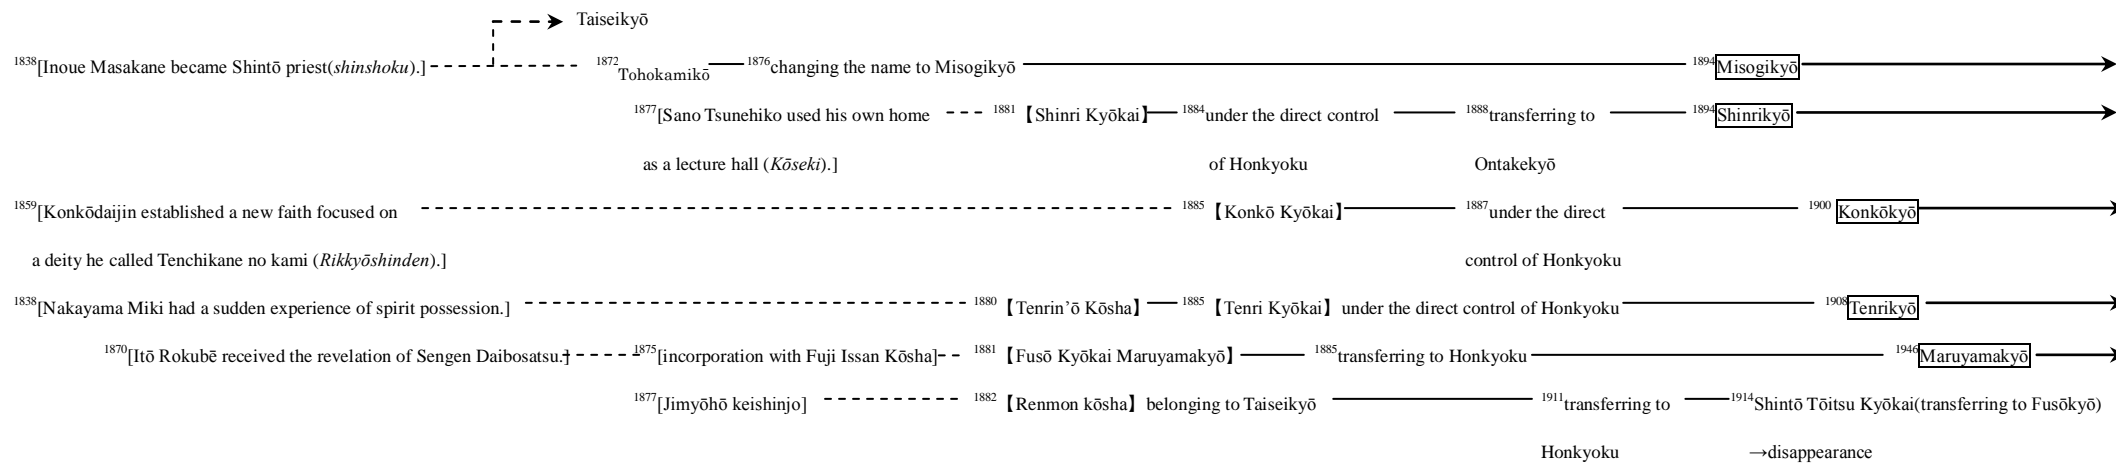 Taiseikyō
1838[Inoue Masakane became Shintō priest(shinshoku).] 1872Tohokamikō 1876changing the name to Misogikyō 1894Misogikyō
1877[Sano Tsunehiko used his own home 1881【Shinri Kyōkai】 1884under the direct control 1888transferring to 1894Shinrikyō
as a lecture hall (Kōseki).] of Honkyoku Ontakekyō
1859[Konkōdaijin established a new faith focused on 1885【Konkō Kyōkai】 1887under the direct 1900 Konkōkyō
a deity he called Tenchikane no kami (Rikkyōshinden).] control of Honkyoku
1838[Nakayama Miki had a sudden experience of spirit possession.] 1880【Tenrin'ō Kōsha】 1885【Tenri Kyōkai】under the direct control of Honkyoku 1908Tenrikyō
1870[Itō Rokubē received the revelation of Sengen Daibosatsu.] 1875[incorporation with Fuji Issan Kōsha] 1881【Fusō Kyōkai Maruyamakyō】 1885transferring to Honkyoku 1946Maruyamakyō
1877[Jimyōhō keishinjo] 1882【Renmon kōsha】belonging to Taiseikyō 1911transferring to 1914Shintō Tōitsu Kyōkai(transferring to Fusōkyō)
Honkyoku →disappearance